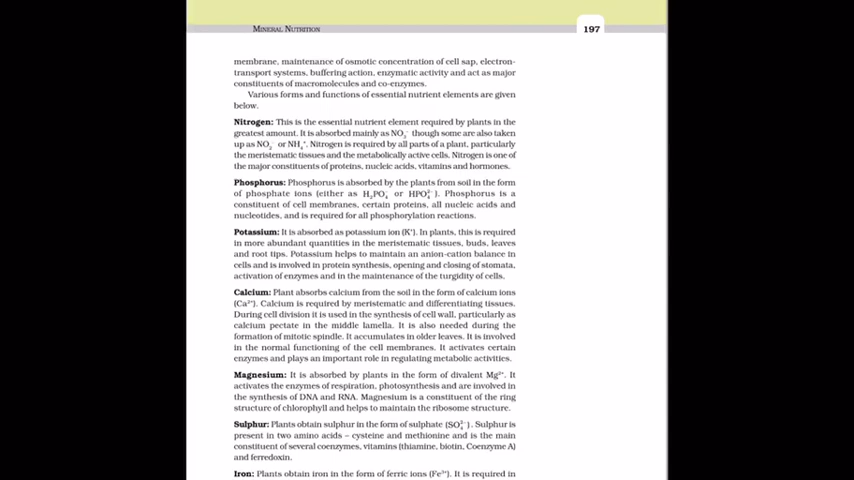 MINERAL NUTRITION 197
membrane, maintenance of osmotic concentration of cell sap, electron-
transport systems, buffering action, enzymatic activity and act as major
constituents of macromolecules and co-enzymes.
Various forms and functions of essential nutrient elements are given
below.
Nitrogen: This is the essential nutrient element required by plants in the
greatest amount. It is absorbed mainly as NO₃⁻ though some are also taken
up as NO₂⁻ or NH₄⁺. Nitrogen is required by all parts of a plant, particularly
the meristematic tissues and the metabolically active cells. Nitrogen is one of
the major constituents of proteins, nucleic acids, vitamins and hormones.
Phosphorus: Phosphorus is absorbed by the plants from soil in the form
of phosphate ions (either as H₂PO₄⁻ or HPO₄²⁻). Phosphorus is a
constituent of cell membranes, certain proteins, all nucleic acids and
nucleotides, and is required for all phosphorylation reactions.
Potassium: It is absorbed as potassium ion (K⁺). In plants, this is required
in more abundant quantities in the meristematic tissues, buds, leaves
and root tips. Potassium helps to maintain an anion-cation balance in
cells and is involved in protein synthesis, opening and closing of stomata,
activation of enzymes and in the maintenance of the turgidity of cells.
Calcium: Plant absorbs calcium from the soil in the form of calcium ions
(Ca²⁺). Calcium is required by meristematic and differentiating tissues.
During cell division it is used in the synthesis of cell wall, particularly as
calcium pectate in the middle lamella. It is also needed during the
formation of mitotic spindle. It accumulates in older leaves. It is involved
in the normal functioning of the cell membranes. It activates certain
enzymes and plays an important role in regulating metabolic activities.
Magnesium: It is absorbed by plants in the form of divalent Mg²⁺. It
activates the enzymes of respiration, photosynthesis and are involved in
the synthesis of DNA and RNA. Magnesium is a constituent of the ring
structure of chlorophyll and helps to maintain the ribosome structure.
Sulphur: Plants obtain sulphur in the form of sulphate (SO₄²⁻). Sulphur is
present in two amino acids – cysteine and methionine and is the main
constituent of several coenzymes, vitamins (thiamine, biotin, Coenzyme A)
and ferredoxin.
Iron: Plants obtain iron in the form of ferric ions (Fe³⁺). It is required in